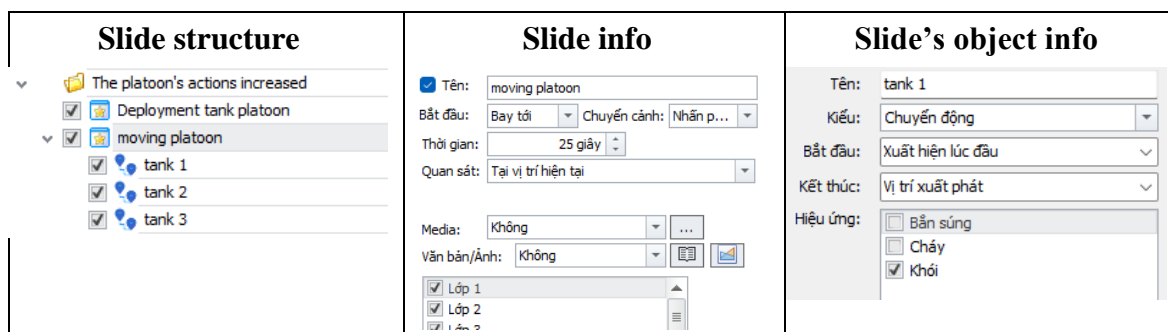 Slide structure
The platoon's actions increased
Deployment tank platoon
moving platoon
tank 1
tank 2
tank 3
Slide info
Tên: moving platoon
Bắt đầu: Bay tới Chuyển cảnh: Nhấn p...
Thời gian: 25 giây
Quan sát: Tại vị trí hiện tại
Media: Không ...
Văn bản/Ảnh: Không
Lớp 1
Lớp 2
Lớp 3
Slide's object info
Tên: tank 1
Kiểu: Chuyển động
Bắt đầu: Xuất hiện lúc đầu
Kết thúc: Vị trí xuất phát
Hiệu ứng: Bắn súng
Cháy
Khói